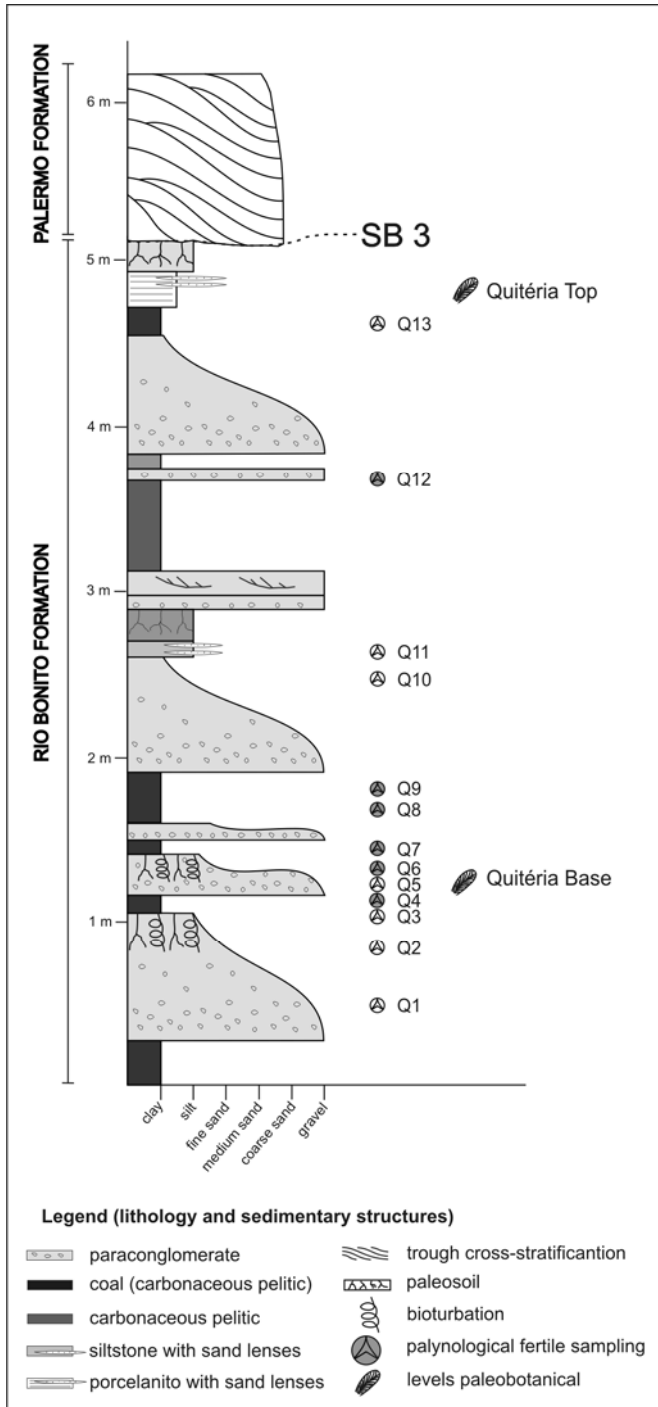 PALERMO FORMATION
RIO BONITO FORMATION
6 m
SB 3
5 m
Quitéria Top
Q13
4 m
Q12
3 m
Q11
Q10
2 m
Q9
Q8
Q7
Q6
Q5
Quitéria Base
Q4
Q3
1 m
Q2
Q1
clay
silt
fine sand
medium sand
coarse sand
gravel
Legend (lithology and sedimentary structures)
paraconglomerate
coal (carbonaceous pelitic)
carbonaceous pelitic
siltstone with sand lenses
porcelanito with sand lenses
trough cross-stratificantion
paleosoil
bioturbation
palynological fertile sampling
levels paleobotanical